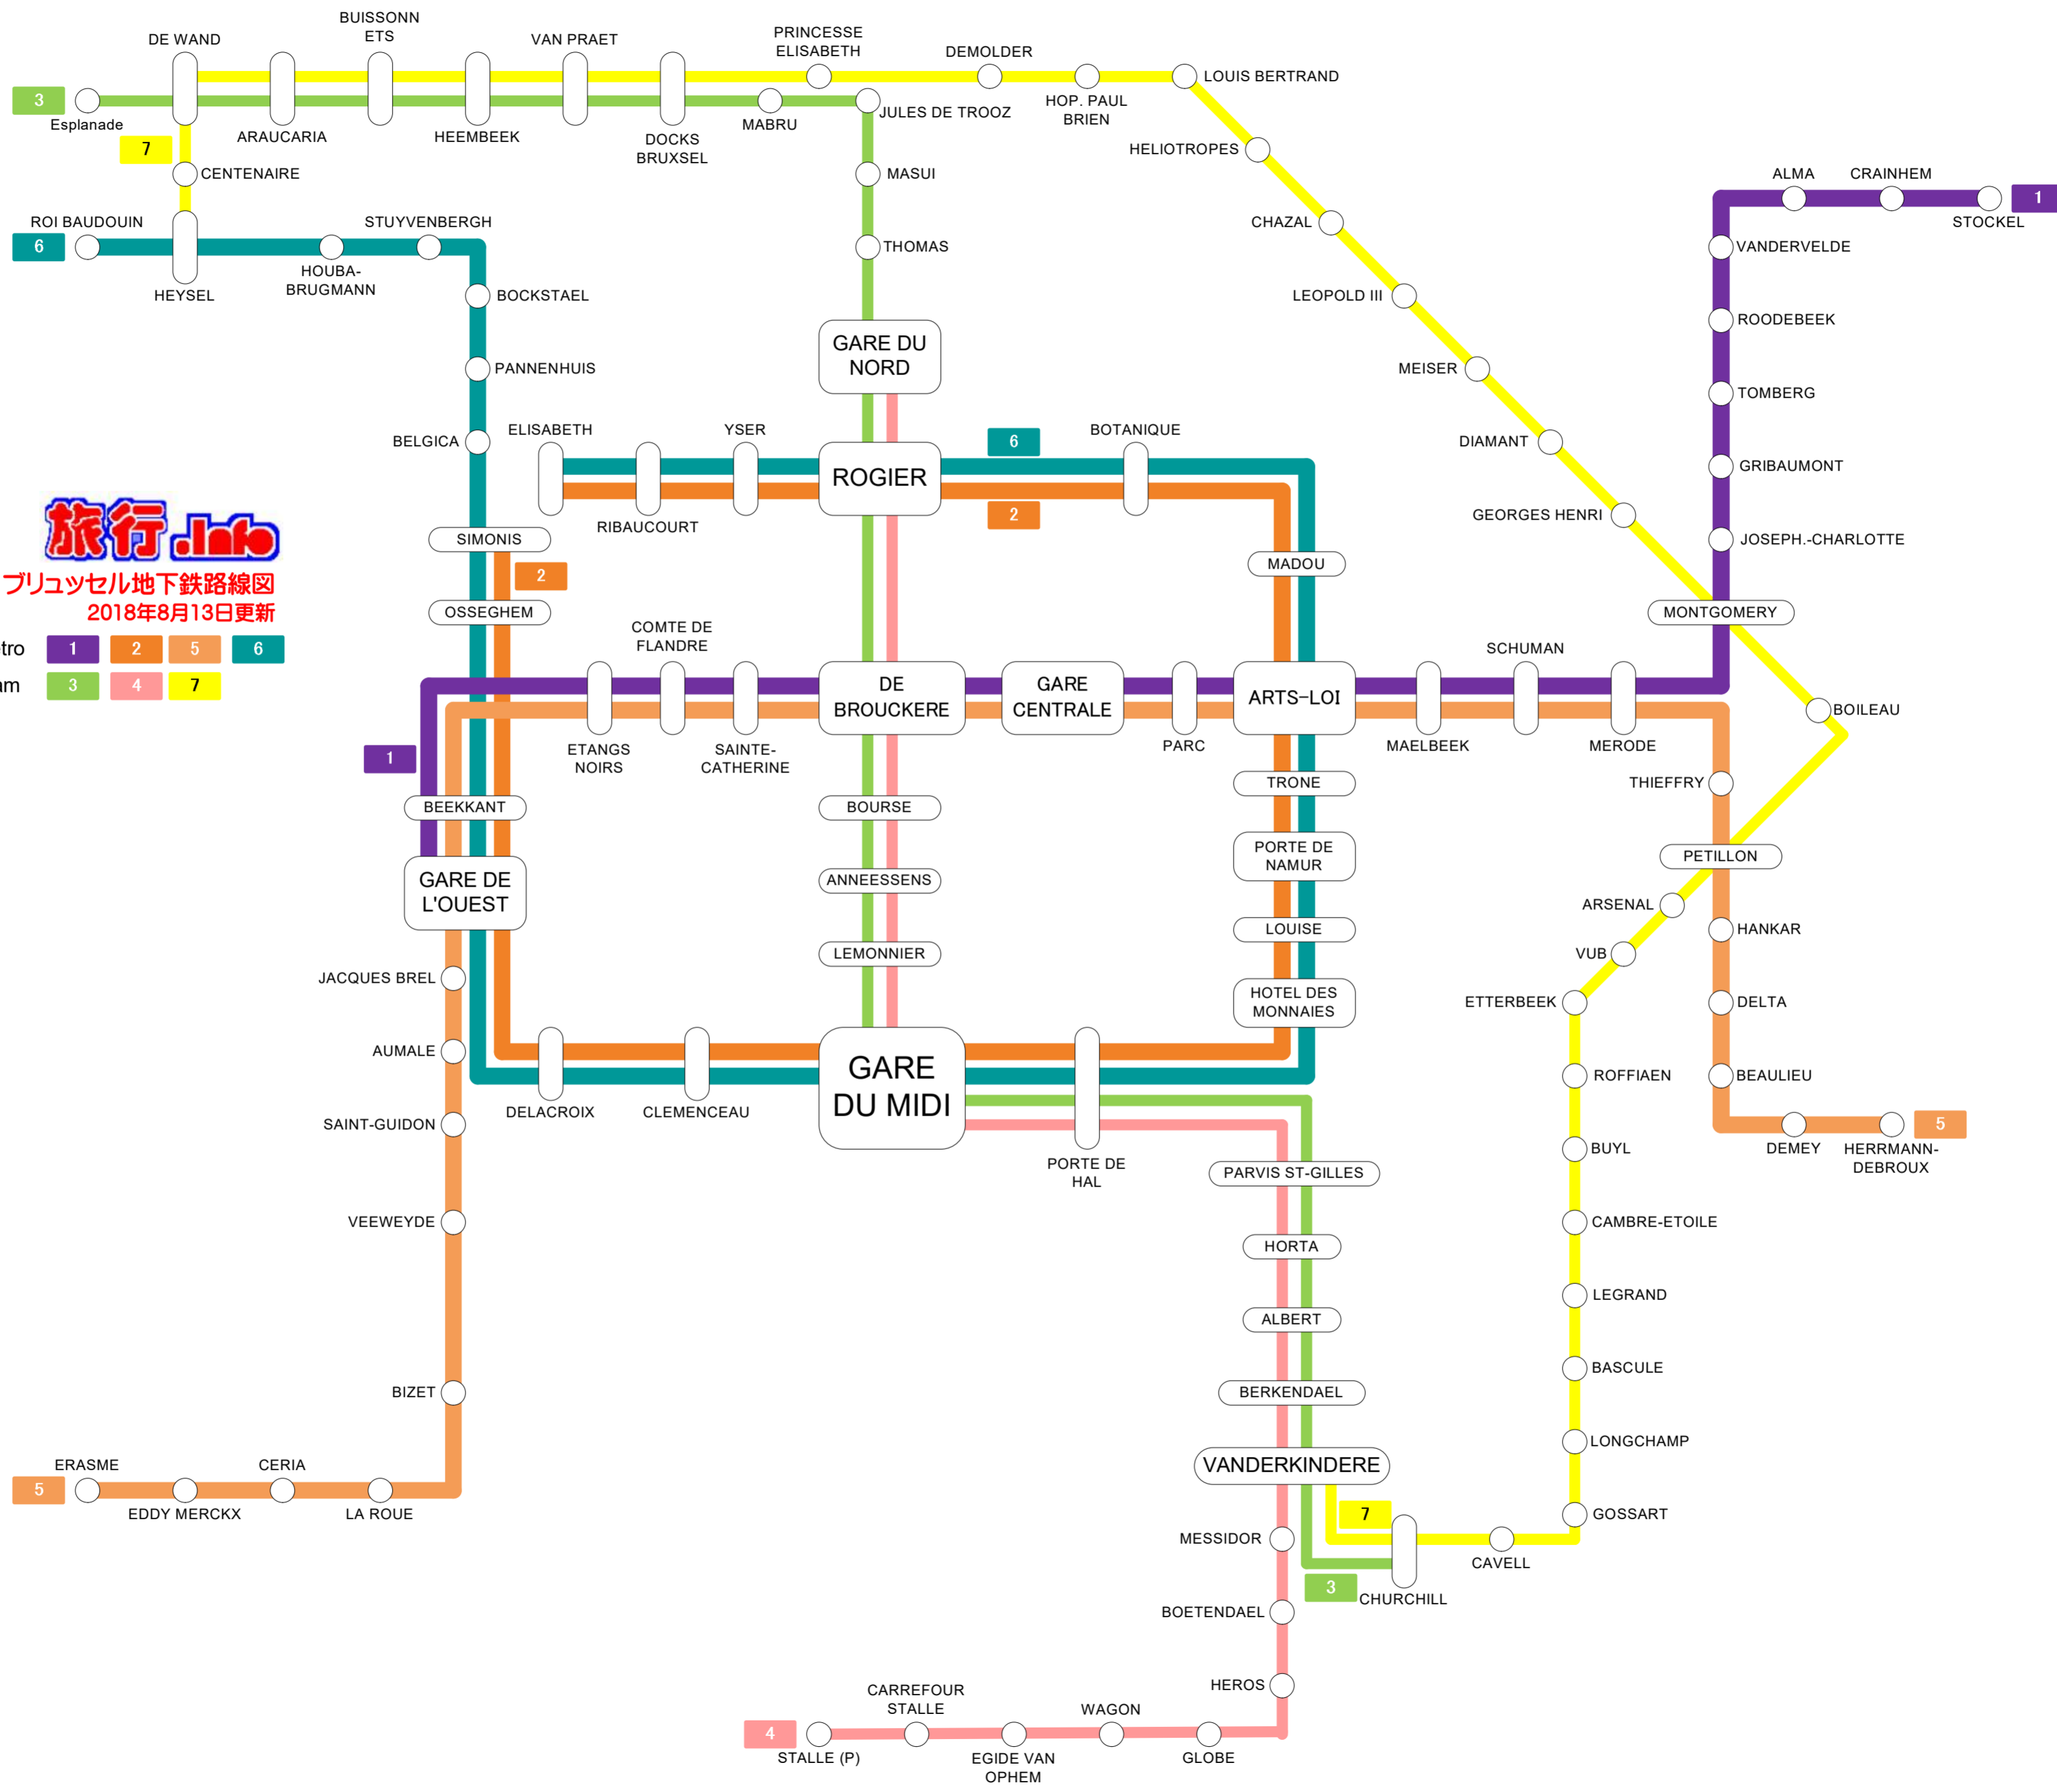 BUISSONN
ETS
DE WAND
VAN PRAET
PRINCESSE
ELISABETH
DEMOLDER
LOUIS BERTRAND
3
Esplanade
ARAUCARIA
HEEMBEEK
DOCKS
BRUXSEL
MABRU
JULES DE TROOZ
HOP. PAUL
BRIEN
7
CENTENAIRE
MASUI
HELIOTROPES
ALMA
CRAINHEM
1
STOCKEL
ROI BAUDOUIN
STUYVENBERGH
6
HEYSEL
HOUBA-
BRUGMANN
THOMAS
CHAZAL
VANDERVELDE
BOCKSTAEL
LEOPOLD III
ROODEBEEK
GARE DU
NORD
PANNENHUIS
MEISER
TOMBERG
BELGICA
ELISABETH
YSER
6
BOTANIQUE
DIAMANT
GRIBAUMONT
ROGIER
RIBAUCOURT
2
GEORGES HENRI
JOSEPH.-CHARLOTTE
旅行.Info
ブリュッセル地下鉄路線図
2018年8月13日更新
tro 1 2 5 6
am 3 4 7
SIMONIS
2
MADOU
OSSEGHEM
COMTE DE
FLANDRE
MONTGOMERY
SCHUMAN
DE
BROUCKERE
GARE
CENTRALE
ARTS-LOI
BOILEAU
1
ETANGS
NOIRS
SAINTE-
CATHERINE
PARC
MAELBEEK
MERODE
THIEFFRY
BEEKKANT
BOURSE
TRONE
GARE DE
L'OUEST
ANNEESSENS
PORTE DE
NAMUR
PETILLON
ARSENAL
HANKAR
LEMONNIER
LOUISE
VUB
JACQUES BREL
HOTEL DES
MONNAIES
ETTERBEEK
DELTA
AUMALE
GARE
DU MIDI
ROFFIAEN
BEAULIEU
DELACROIX
CLEMENCEAU
SAINT-GUIDON
5
DEMEY
HERRMANN-
DEBROUX
BUYL
PORTE DE
HAL
PARVIS ST-GILLES
VEEWEYDE
CAMBRE-ETOILE
HORTA
LEGRAND
ALBERT
BASCULE
BIZET
BERKENDAEL
LONGCHAMP
ERASME
CERIA
VANDERKINDERE
5
EDDY MERCKX
LA ROUE
7
GOSSART
MESSIDOR
CAVELL
3
CHURCHILL
BOETENDAEL
HEROS
CARREFOUR
STALLE
WAGON
4
STALLE (P)
EGIDE VAN
OPHEM
GLOBE